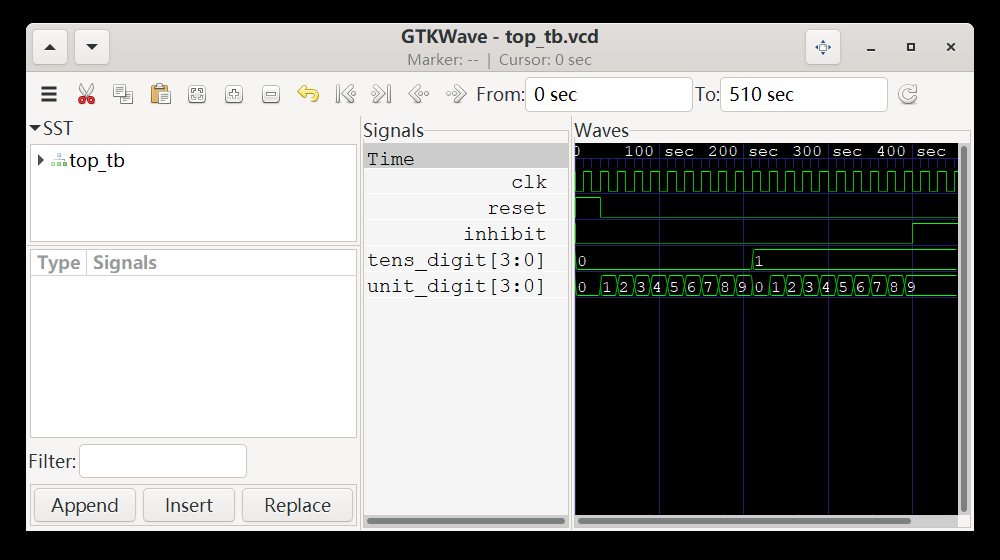 GTKWave - top_tb.vcd
Marker: -- | Cursor: 0 sec
From: 0 sec To: 510 sec
SST
top_tb
Type Signals
Filter:
Append Insert Replace
Signals
Time
clk
reset
inhibit
tens_digit[3:0]
unit_digit[3:0]
Waves
0 100 sec 200 sec 300 sec 400 sec
0 1
0 1 2 3 4 5 6 7 8 9 0 1 2 3 4 5 6 7 8 9